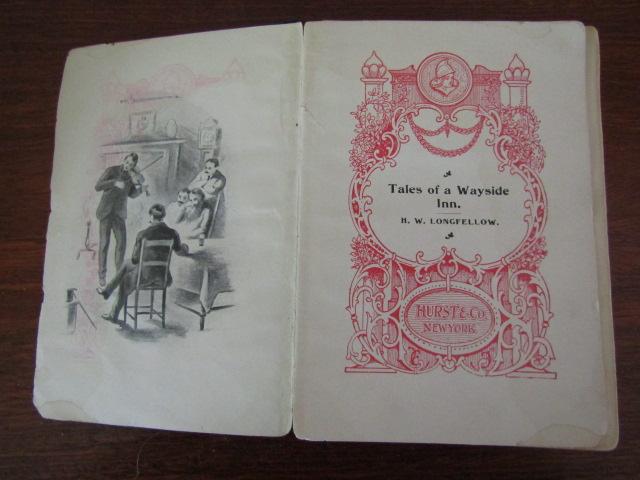 Tales of a Wayside
Inn.
H. W. LONGFELLOW.
HURST & Co.
NEW YORK